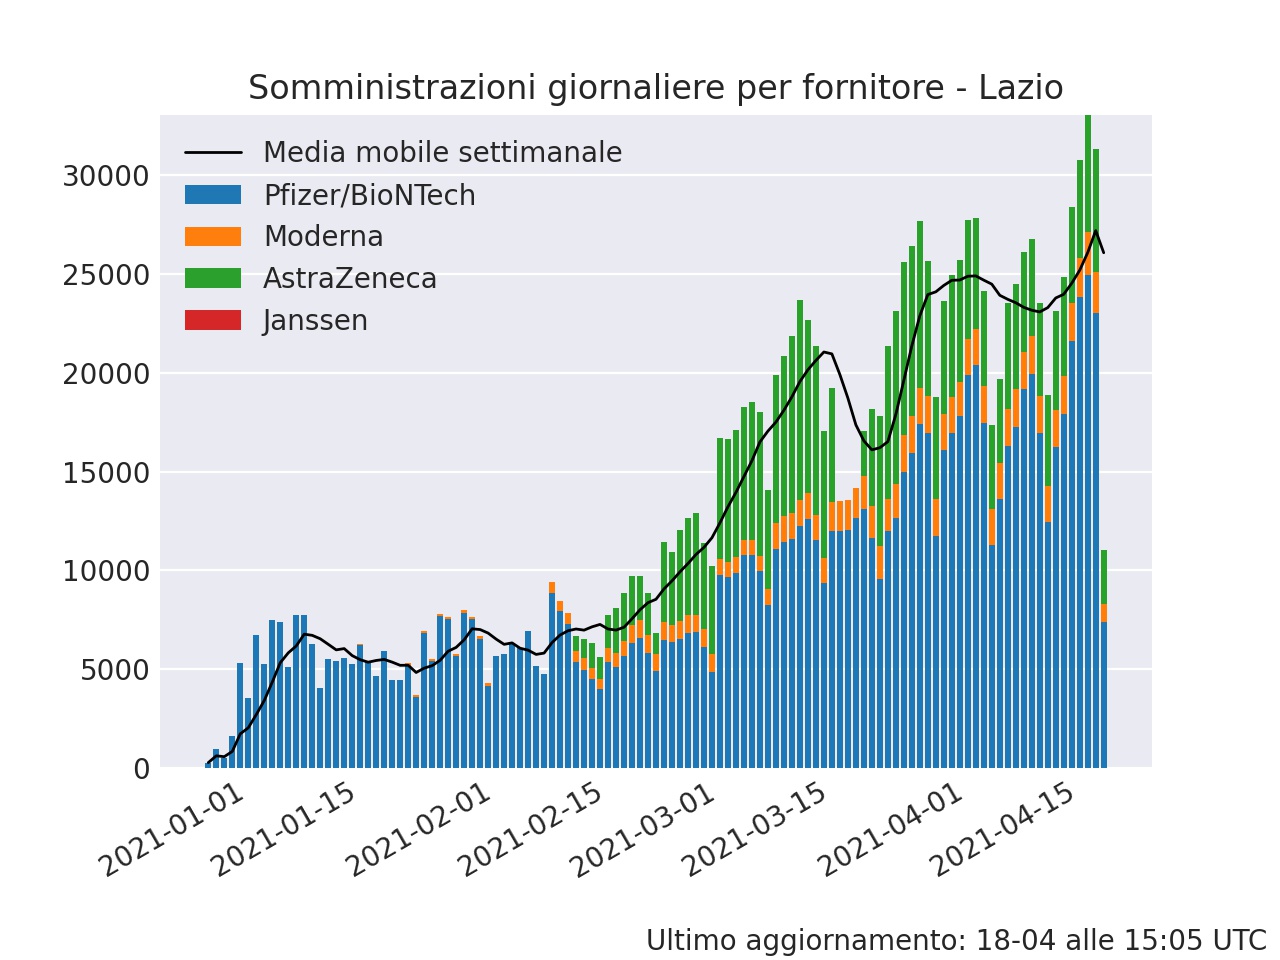 Somministrazioni giornaliere per fornitore - Lazio
Media mobile settimanale
Pfizer/BioNTech
Moderna
AstraZeneca
Janssen
30000
25000
20000
15000
10000
5000
0
2021-01-01
2021-01-15
2021-02-01
2021-02-15
2021-03-01
2021-03-15
2021-04-01
2021-04-15
Ultimo aggiornamento: 18-04 alle 15:05 UTC